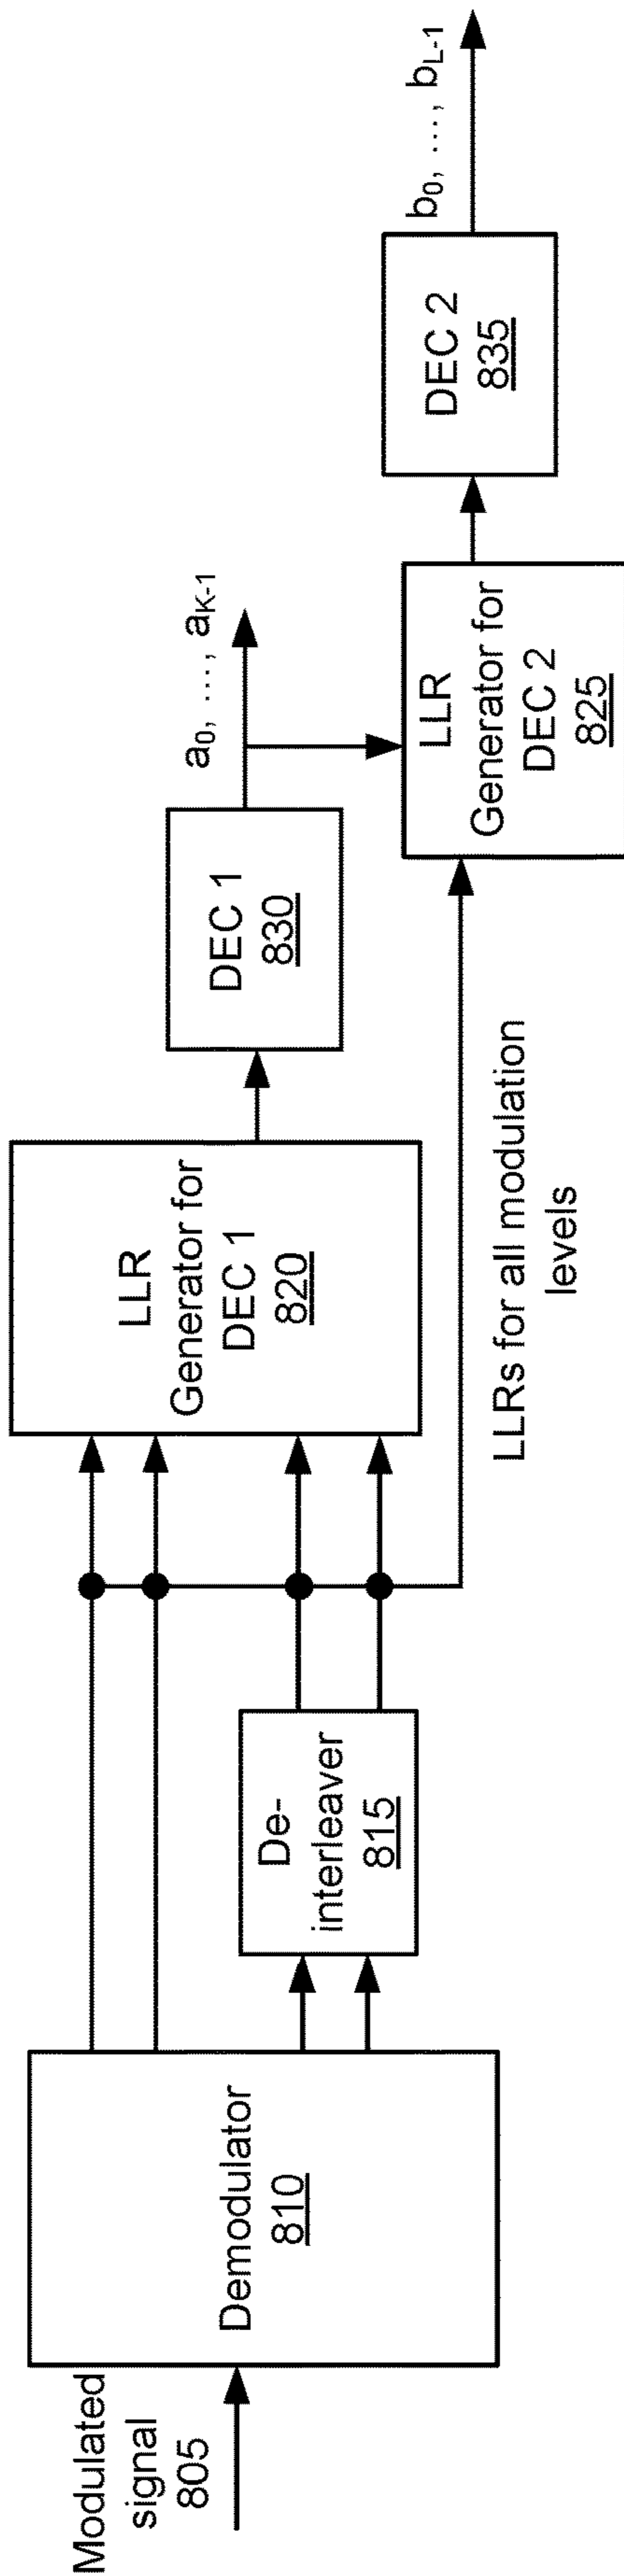 Modulated
signal
805
Demodulator
810
De-
interleaver
815
LLR
Generator for
DEC 1
820
LLRs for all modulation
levels
DEC 1
830
a0, ..., aK-1
LLR
Generator for
DEC 2
825
DEC 2
835
b0, ..., bL-1